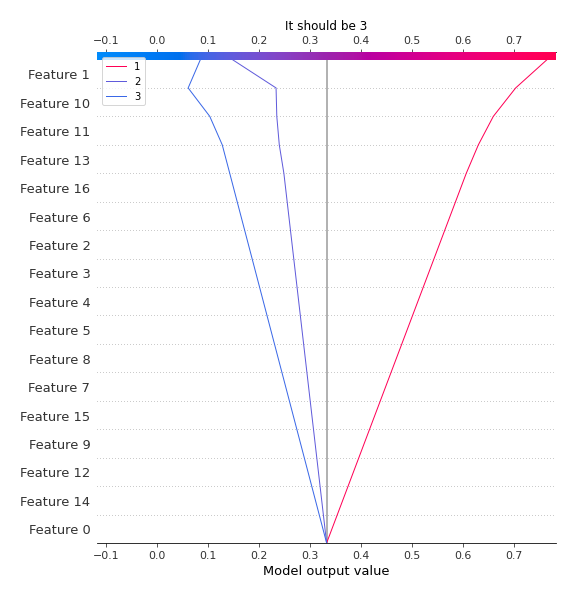 It should be 3
−0.1 0.0 0.1 0.2 0.3 0.4 0.5 0.6 0.7
1
2
3
Feature 1
Feature 10
Feature 11
Feature 13
Feature 16
Feature 6
Feature 2
Feature 3
Feature 4
Feature 5
Feature 8
Feature 7
Feature 15
Feature 9
Feature 12
Feature 14
Feature 0
−0.1 0.0 0.1 0.2 0.3 0.4 0.5 0.6 0.7
Model output value